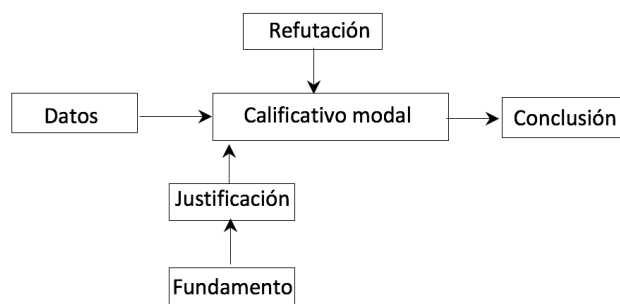 Refutación
Datos
Calificativo modal
Conclusión
Justificación
Fundamento